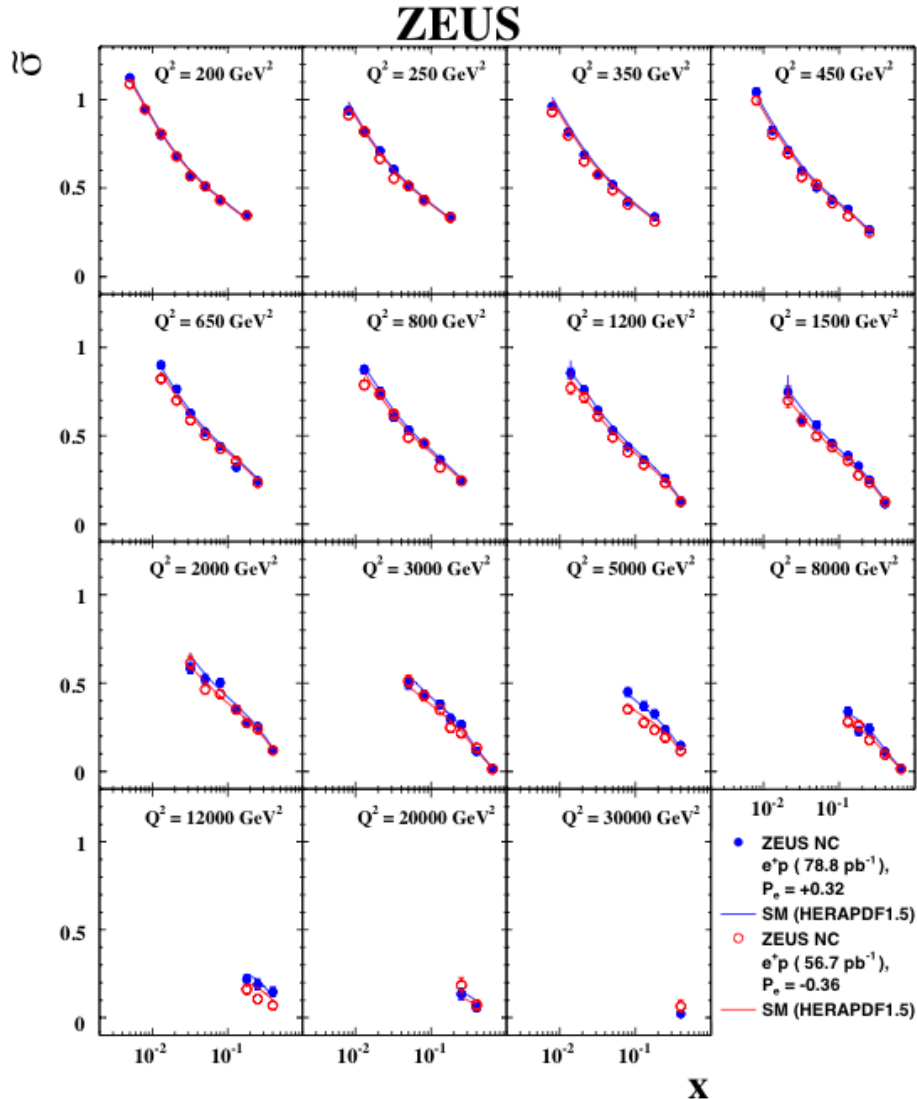 ZEUS
σ̃
Q² = 200 GeV²
Q² = 250 GeV²
Q² = 350 GeV²
Q² = 450 GeV²
1
0.5
0
Q² = 650 GeV²
Q² = 800 GeV²
Q² = 1200 GeV²
Q² = 1500 GeV²
1
0.5
0
Q² = 2000 GeV²
Q² = 3000 GeV²
Q² = 5000 GeV²
Q² = 8000 GeV²
1
0.5
0
10⁻² 10⁻¹
Q² = 12000 GeV²
Q² = 20000 GeV²
Q² = 30000 GeV²
1
0.5
0
10⁻² 10⁻¹ 10⁻² 10⁻¹ 10⁻² 10⁻¹
x
ZEUS NC
e⁺p ( 78.8 pb⁻¹),
Pₑ = +0.32
SM (HERAPDF1.5)
ZEUS NC
e⁺p ( 56.7 pb⁻¹),
Pₑ = -0.36
SM (HERAPDF1.5)